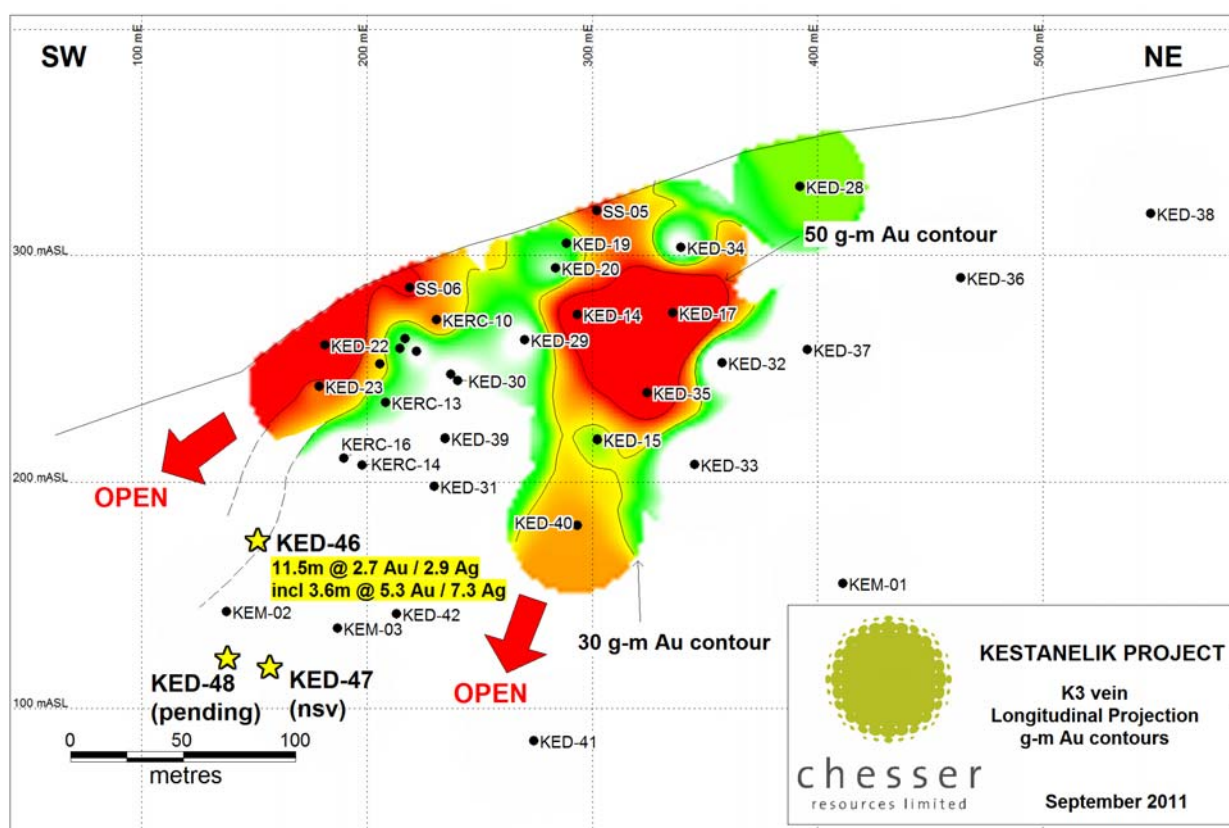 100 mE
200 mE
300 mE
400 mE
500 mE
SW
NE
KED-28
SS-05
KED-38
50 g-m Au contour
KED-19
KED-34
300 mASL
KED-20
KED-36
SS-06
KED-14
KED-17
KERC-10
KED-22
KED-29
KED-37
KED-32
KED-30
KED-23
KED-35
KERC-13
KED-39
KED-15
KERC-16
KERC-14
KED-33
200 mASL
OPEN
KED-31
KED-40
KED-46
11.5m @ 2.7 Au / 2.9 Ag
incl 3.6m @ 5.3 Au / 7.3 Ag
KEM-01
KEM-02
KED-42
KEM-03
30 g-m Au contour
OPEN
KED-48
(pending)
KED-47
(nsv)
100 mASL
KED-41
0 50 100
metres
KESTANELIK PROJECT
K3 vein
Longitudinal Projection
g-m Au contours
chesser
resources limited
September 2011